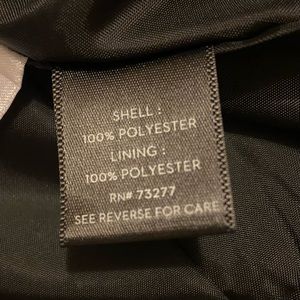 SHELL :
100% POLYESTER
LINING :
100% POLYESTER
RN# 73277
SEE REVERSE FOR CARE